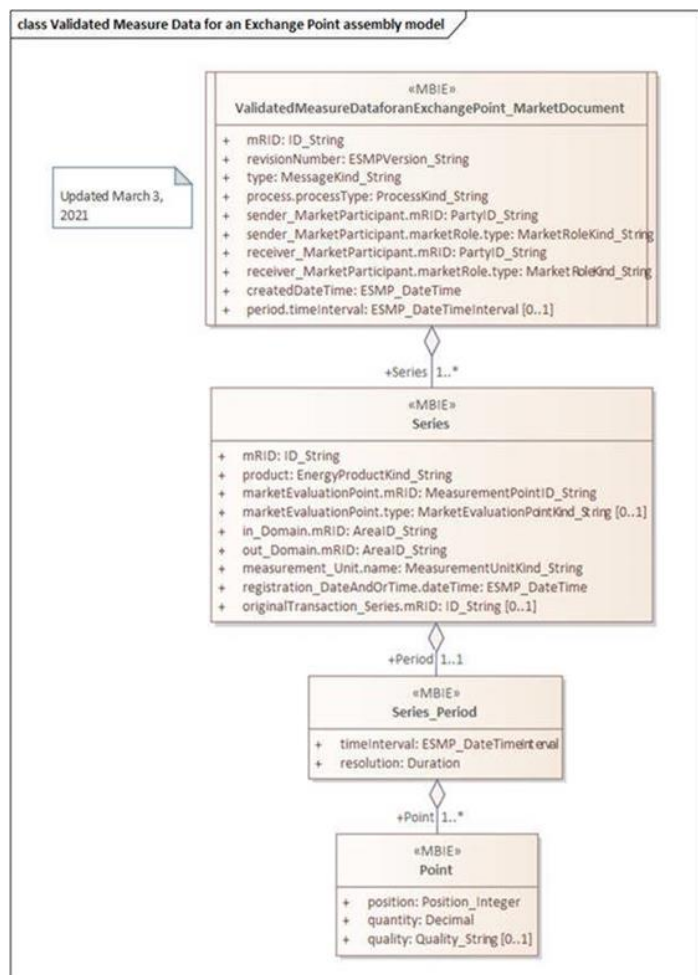 class Validated Measure Data for an Exchange Point assembly model
«MBIE»
ValidatedMeasureDataforanExchangePoint_MarketDocument
+ mRID: ID_String
+ revisionNumber: ESMPVersion_String
+ type: MessageKind_String
+ process.processType: ProcessKind_String
+ sender_MarketParticipant.mRID: PartyID_String
+ sender_MarketParticipant.marketRole.type: MarketRoleKind_String
+ receiver_MarketParticipant.mRID: PartyID_String
+ receiver_MarketParticipant.marketRole.type: MarketRoleKind_String
+ createdDateTime: ESMP_DateTime
+ period.timeInterval: ESMP_DateTimeInterval [0..1]
Updated March 3,
2021
+Series 1..*
«MBIE»
Series
+ mRID: ID_String
+ product: EnergyProductKind_String
+ marketEvaluationPoint.mRID: MeasurementPointID_String
+ marketEvaluationPoint.type: MarketEvaluationPointKind_String [0..1]
+ in_Domain.mRID: AreaID_String
+ out_Domain.mRID: AreaID_String
+ measurement_Unit.name: MeasurementUnitKind_String
+ registration_DateAndOrTime.dateTime: ESMP_DateTime
+ originalTransaction_Series.mRID: ID_String [0..1]
+Period 1..1
«MBIE»
Series_Period
+ timeInterval: ESMP_DateTimeInterval
+ resolution: Duration
+Point 1..*
«MBIE»
Point
+ position: Position_Integer
+ quantity: Decimal
+ quality: Quality_String [0..1]